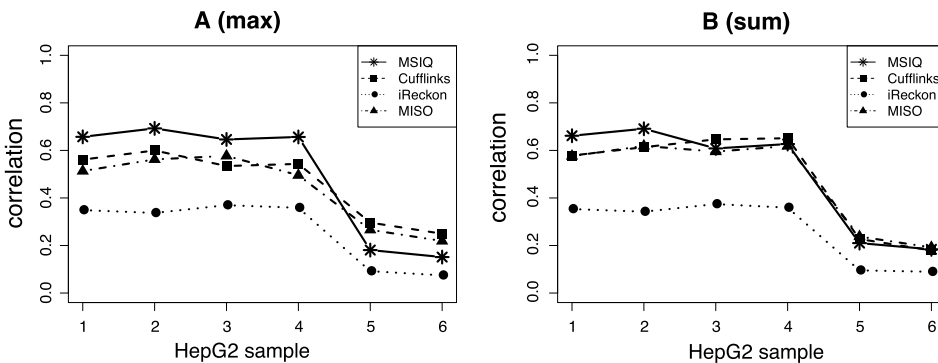 A (max)
correlation
1.0
0.8
0.6
0.4
0.2
0.0
MSIQ
Cufflinks
iReckon
MISO
1 2 3 4 5 6
HepG2 sample
B (sum)
correlation
1.0
0.8
0.6
0.4
0.2
0.0
MSIQ
Cufflinks
iReckon
MISO
1 2 3 4 5 6
HepG2 sample